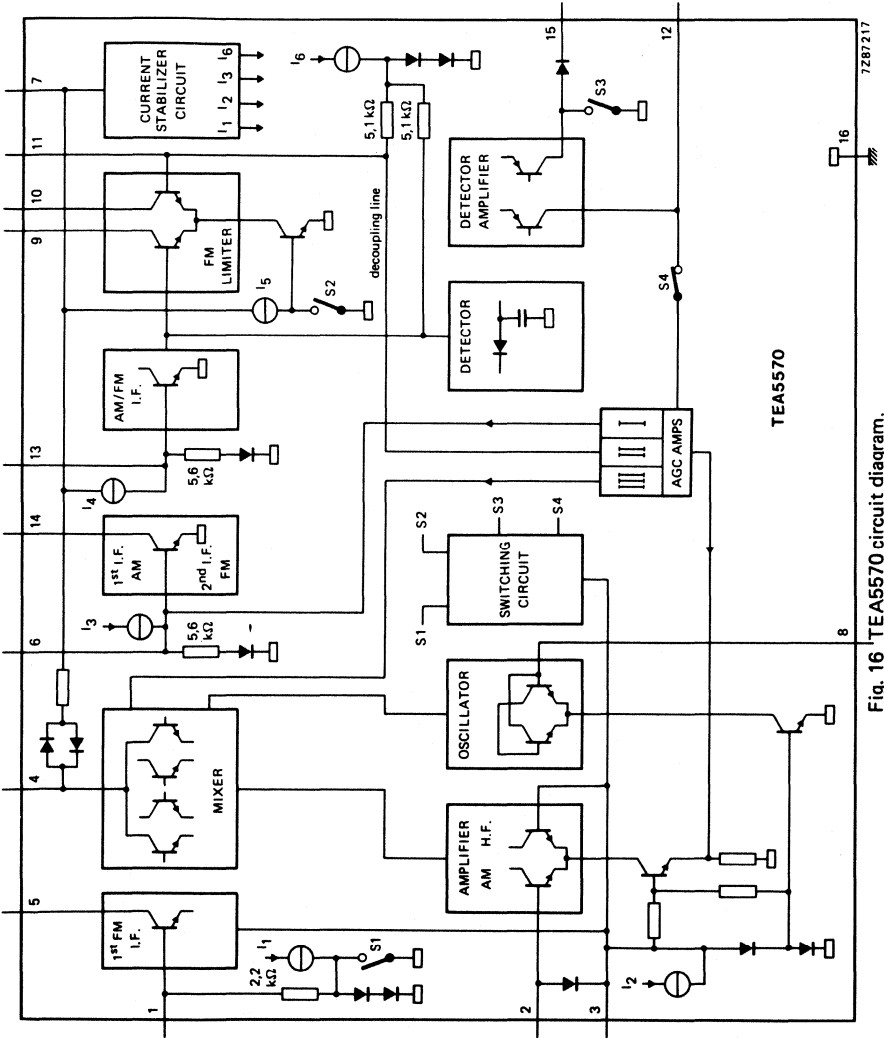 5
4
6
14
13
9
10
11
7
1st FM
I.F.
MIXER
I3
1st I.F.
AM
2nd I.F.
FM
I4
AM/FM
I.F.
FM
LIMITER
CURRENT
STABILIZER
CIRCUIT
I1 I2 I3 I6
5,6
kΩ
5,6
kΩ
I5
S2
decoupling line
I6
5,1 kΩ
5,1 kΩ
1
2,2
kΩ
I1
S1
AMPLIFIER
AM H.F.
OSCILLATOR
S1
S2
SWITCHING
CIRCUIT
S3
S4
III II I
AGC AMPS
DETECTOR
DETECTOR
AMPLIFIER
S3
15
S4
12
2
3
I2
TEA5570
8
16
7Z87217
Fig. 16 TEA5570 circuit diagram.